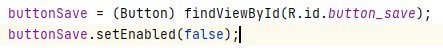 buttonSave = (Button) findViewById(R.id.button_save);
buttonSave.setEnabled(false);